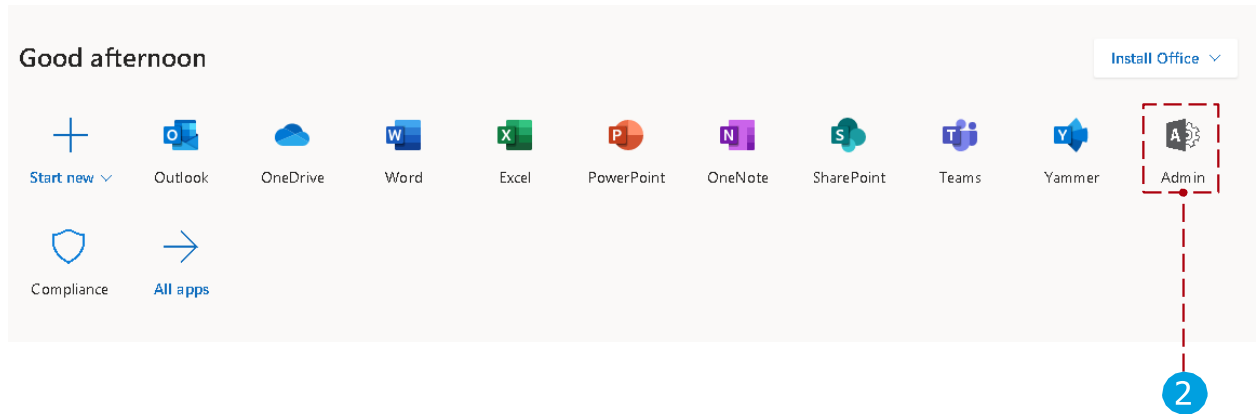 Good afternoon
Install Office
Start new
Outlook
OneDrive
Word
Excel
PowerPoint
OneNote
SharePoint
Teams
Yammer
Admin
Compliance
All apps
2